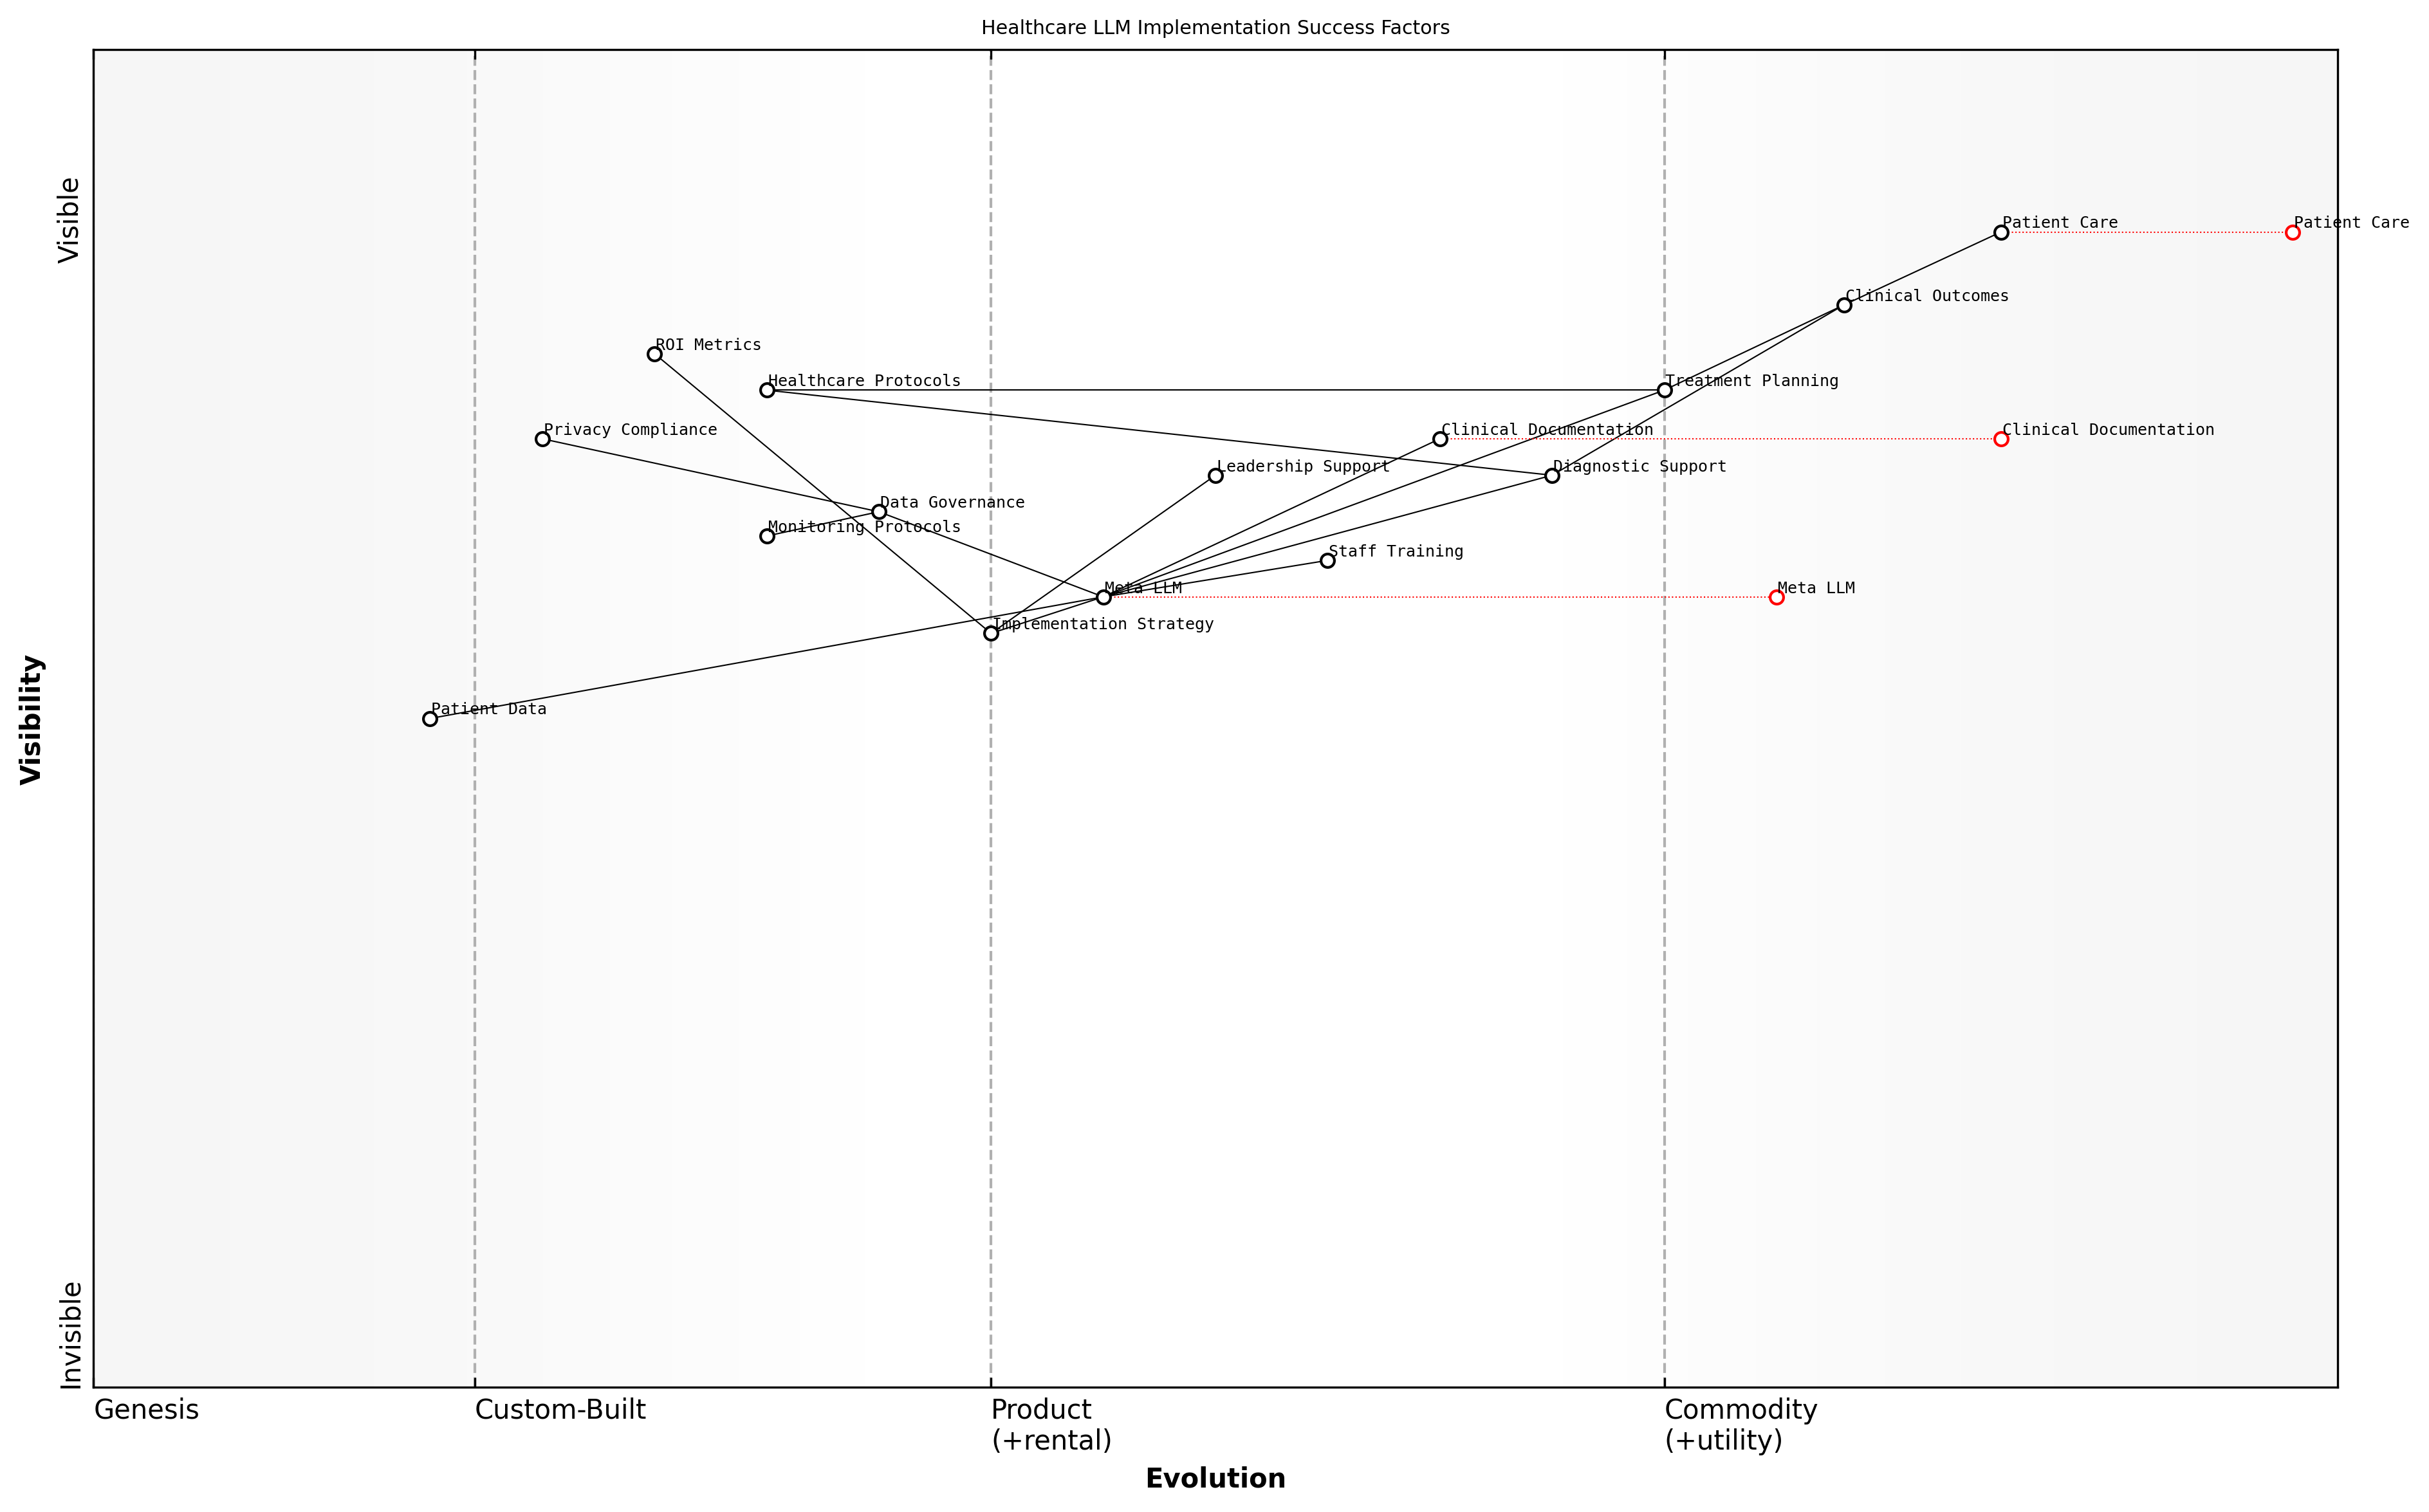 Healthcare LLM Implementation Success Factors
Visible
Patient Care
Patient Care
Clinical Outcomes
ROI Metrics
Healthcare Protocols
Treatment Planning
Privacy Compliance
Clinical Documentation
Clinical Documentation
Leadership Support
Diagnostic Support
Data Governance
Monitoring Protocols
Staff Training
Meta LLM
Meta LLM
Implementation Strategy
Patient Data
Visibility
Invisible
Genesis
Custom-Built
Product
(+rental)
Commodity
(+utility)
Evolution